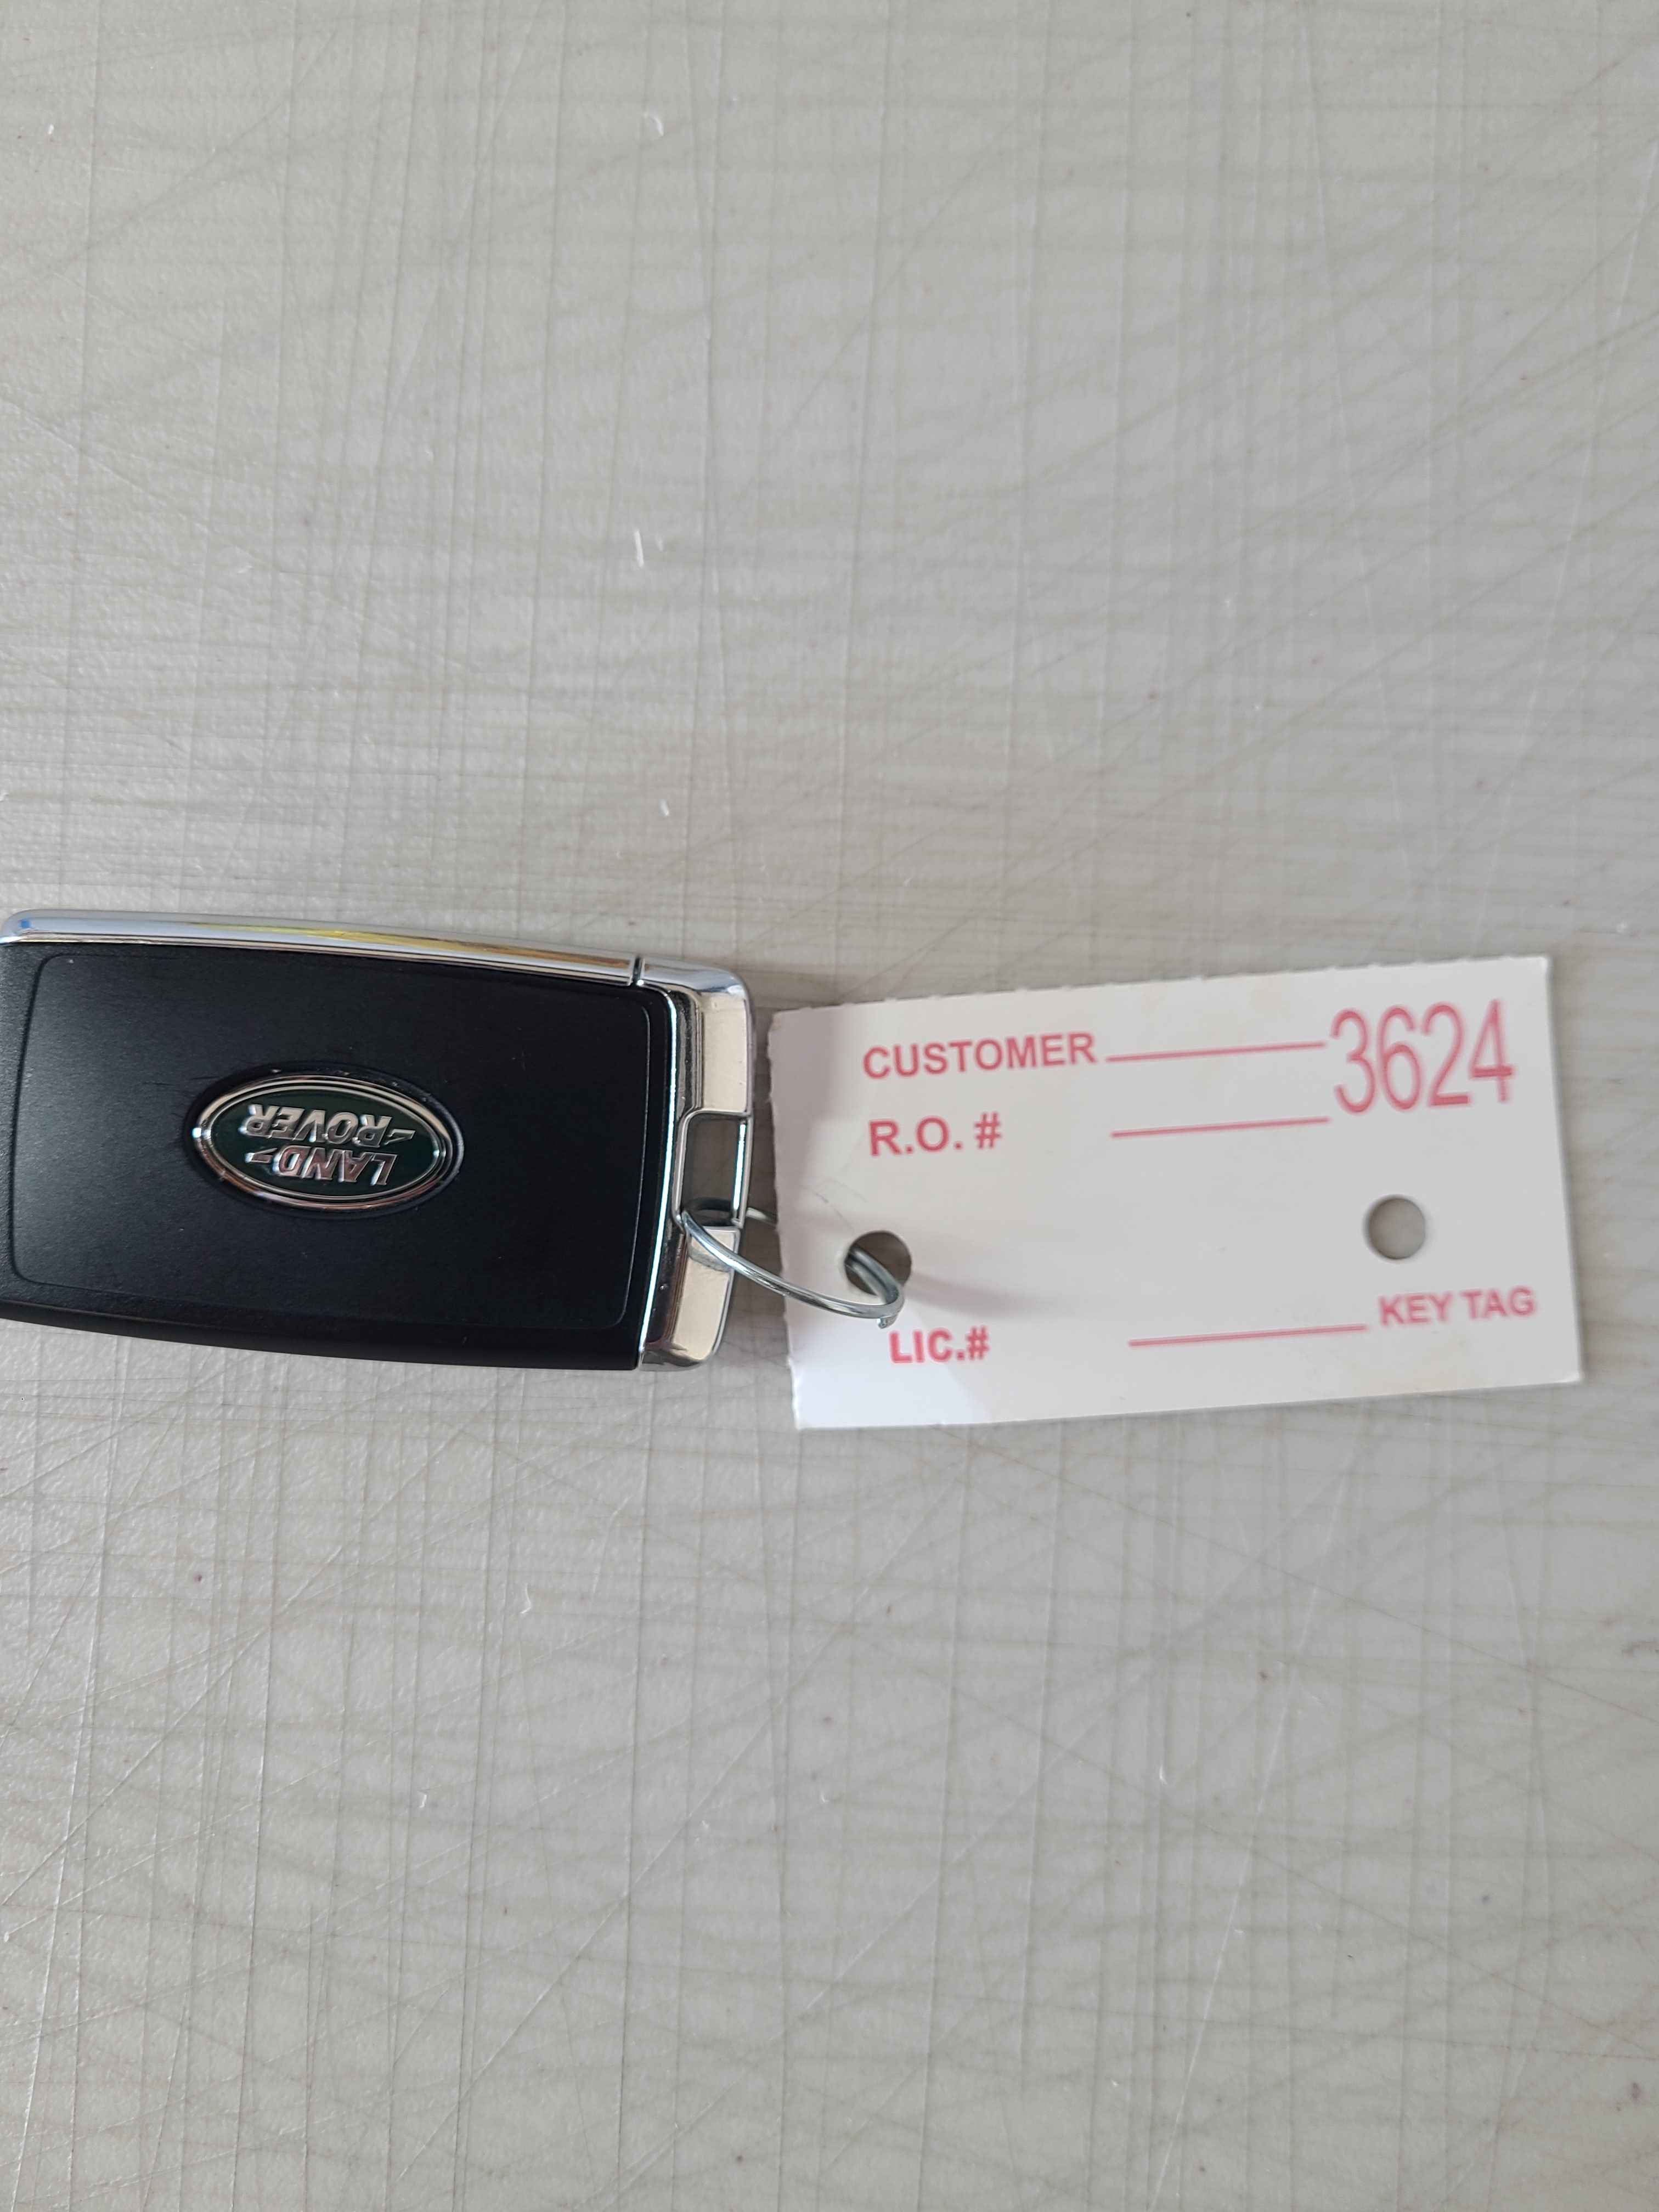 LAND-
-ROVER
CUSTOMER 3624
R.O. #
LIC.# KEY TAG